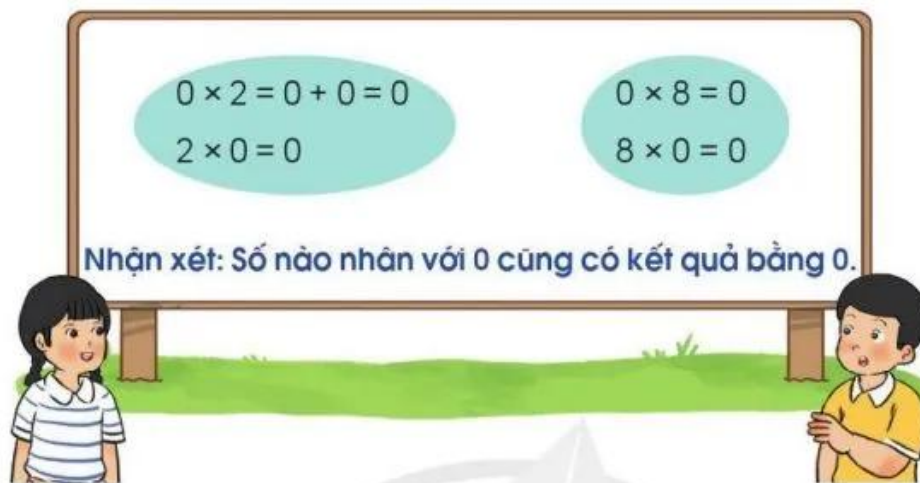 0 × 2 = 0 + 0 = 0
2 × 0 = 0
0 × 8 = 0
8 × 0 = 0
Nhận xét: Số nào nhân với 0 cũng có kết quả bằng 0.